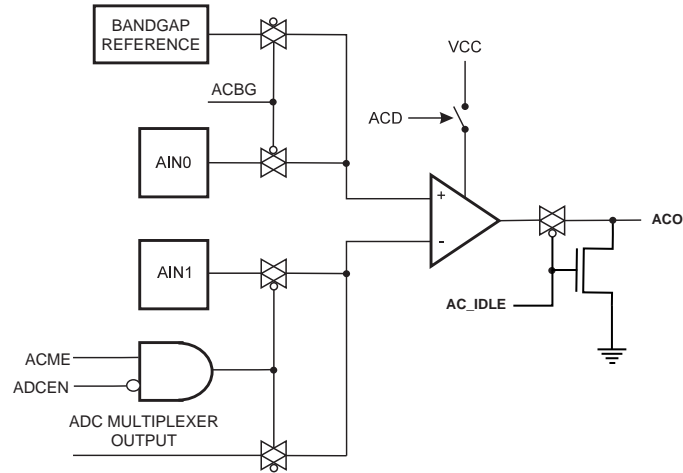 BANDGAP
REFERENCE
VCC
ACBG
ACD
AIN0
+
-
ACO
AIN1
AC_IDLE
ACME
ADCEN
ADC MULTIPLEXER
OUTPUT